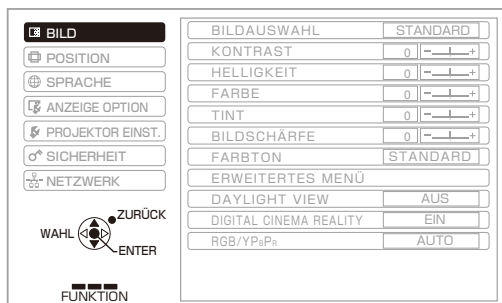 BILD
POSITION
SPRACHE
ANZEIGE OPTION
PROJEKTOR EINST.
SICHERHEIT
NETZWERK
ZURÜCK
WAHL
ENTER
FUNKTION
BILDAUSWAHL STANDARD
KONTRAST 0 - +
HELLIGKEIT 0 - +
FARBE 0 - +
TINT 0 - +
BILDSCHÄRFE 0 - +
FARBTON STANDARD
ERWEITERTES MENÜ
DAYLIGHT VIEW AUS
DIGITAL CINEMA REALITY EIN
RGB/YPBPR AUTO